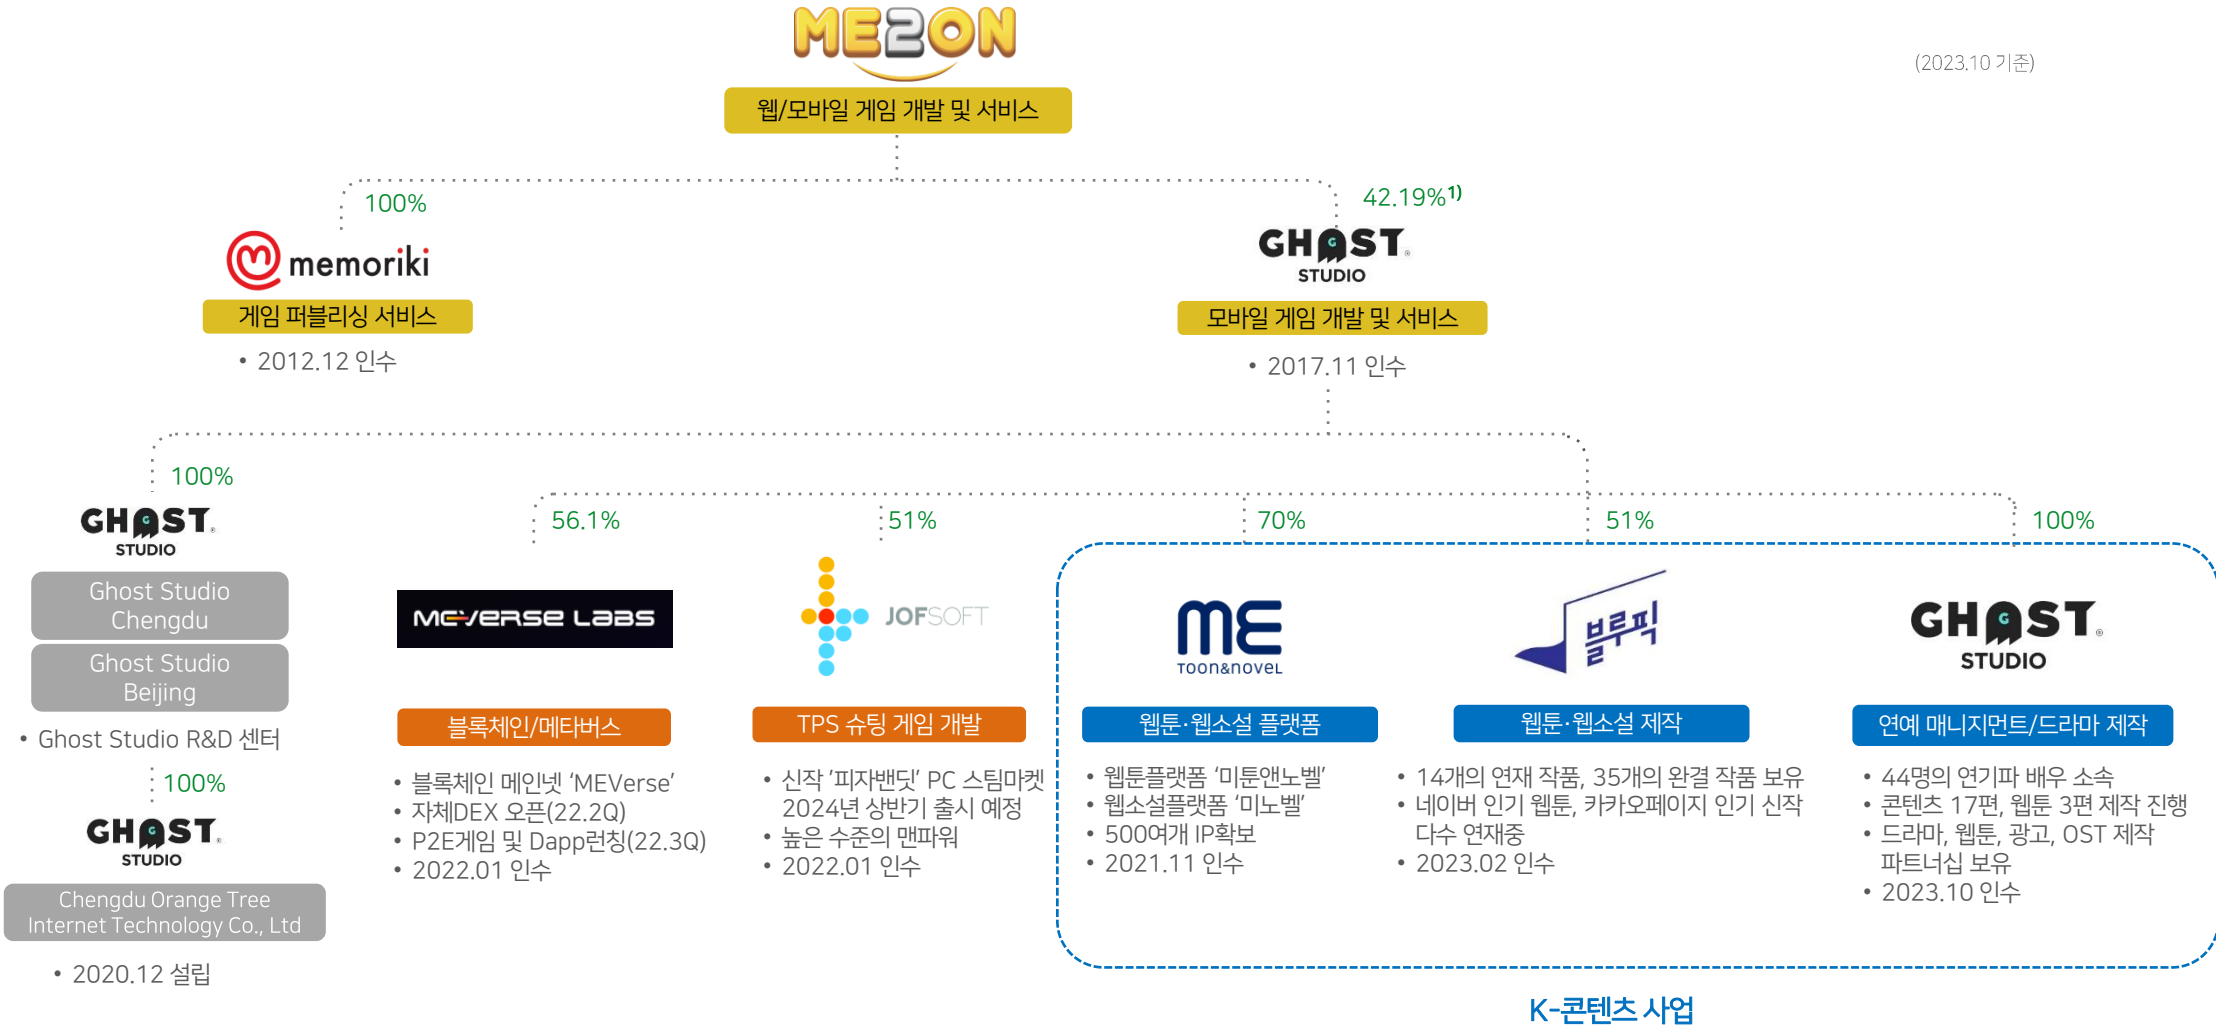 ME2ON
(2023.10 기준)
웹/모바일 게임 개발 및 서비스
100%
42.19%¹⁾
memoriki
GHOST
STUDIO
게임 퍼블리싱 서비스
모바일 게임 개발 및 서비스
• 2012.12 인수
• 2017.11 인수
100%
GHOST
STUDIO
Ghost Studio
Chengdu
Ghost Studio
Beijing
• Ghost Studio R&D 센터
100%
GHOST
STUDIO
Chengdu Orange Tree
Internet Technology Co., Ltd
• 2020.12 설립
56.1%
MEVERSE LABS
블록체인/메타버스
• 블록체인 메인넷 ‘MEVerse’
• 자체DEX 오픈(22.2Q)
• P2E게임 및 Dapp런칭(22.3Q)
• 2022.01 인수
51%
JOFSOFT
TPS 슈팅 게임 개발
• 신작 ’피자밴딧’ PC 스팀마켓
2024년 상반기 출시 예정
• 높은 수준의 맨파워
• 2022.01 인수
70%
ME
TOON&NOVEL
웹툰·웹소설 플랫폼
• 웹툰플랫폼 ‘미툰앤노벨’
• 웹소설플랫폼 ‘미노벨’
• 500여개 IP확보
• 2021.11 인수
51%
블루픽
웹툰·웹소설 제작
• 14개의 연재 작품, 35개의 완결 작품 보유
• 네이버 인기 웹툰, 카카오페이지 인기 신작
다수 연재중
• 2023.02 인수
100%
GHOST
STUDIO
연예 매니지먼트/드라마 제작
• 44명의 연기파 배우 소속
• 콘텐츠 17편, 웹툰 3편 제작 진행
• 드라마, 웹툰, 광고, OST 제작
파트너십 보유
• 2023.10 인수
K-콘텐츠 사업